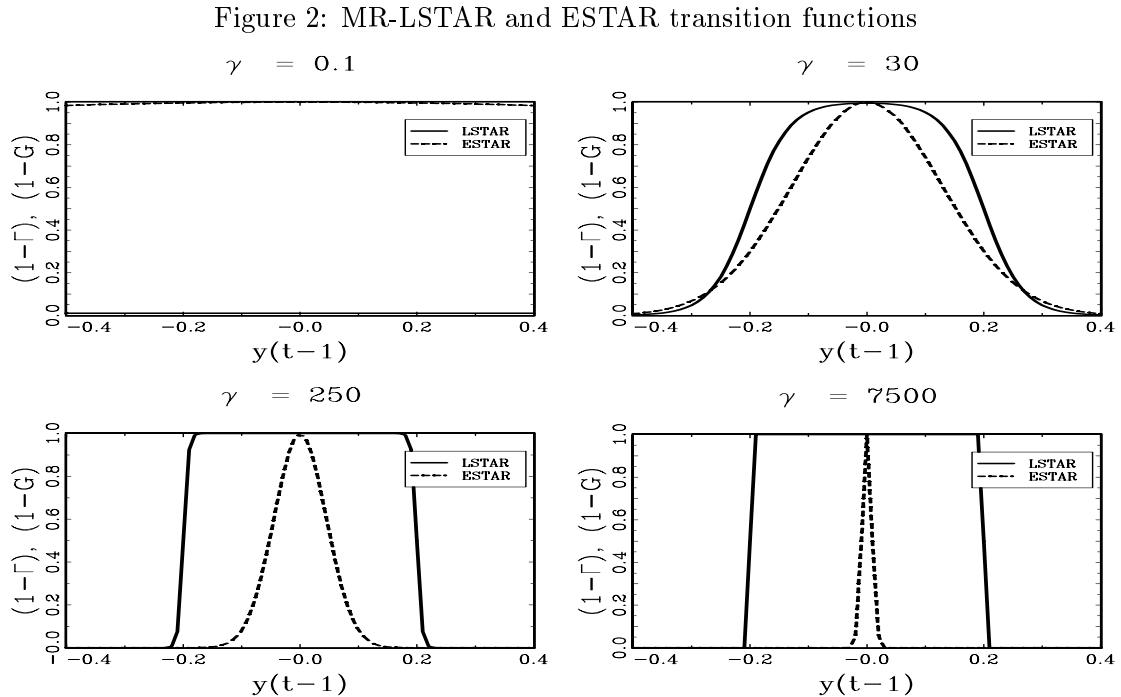 Figure 2: MR-LSTAR and ESTAR transition functions
γ = 0.1
(1−Γ), (1−G)
1.0
0.8
0.6
0.4
0.2
0.0
LSTAR
ESTAR
−0.4 −0.2 −0.0 0.2 0.4
y(t−1)
γ = 30
(1−Γ), (1−G)
1.0
0.8
0.6
0.4
0.2
0.0
LSTAR
ESTAR
−0.4 −0.2 −0.0 0.2 0.4
y(t−1)
γ = 250
(1−Γ), (1−G)
1.0
0.8
0.6
0.4
0.2
−0.0
LSTAR
ESTAR
−0.4 −0.2 −0.0 0.2 0.4
y(t−1)
γ = 7500
(1−Γ), (1−G)
1.0
0.8
0.6
0.4
0.2
0.0
LSTAR
ESTAR
−0.4 −0.2 −0.0 0.2 0.4
y(t−1)